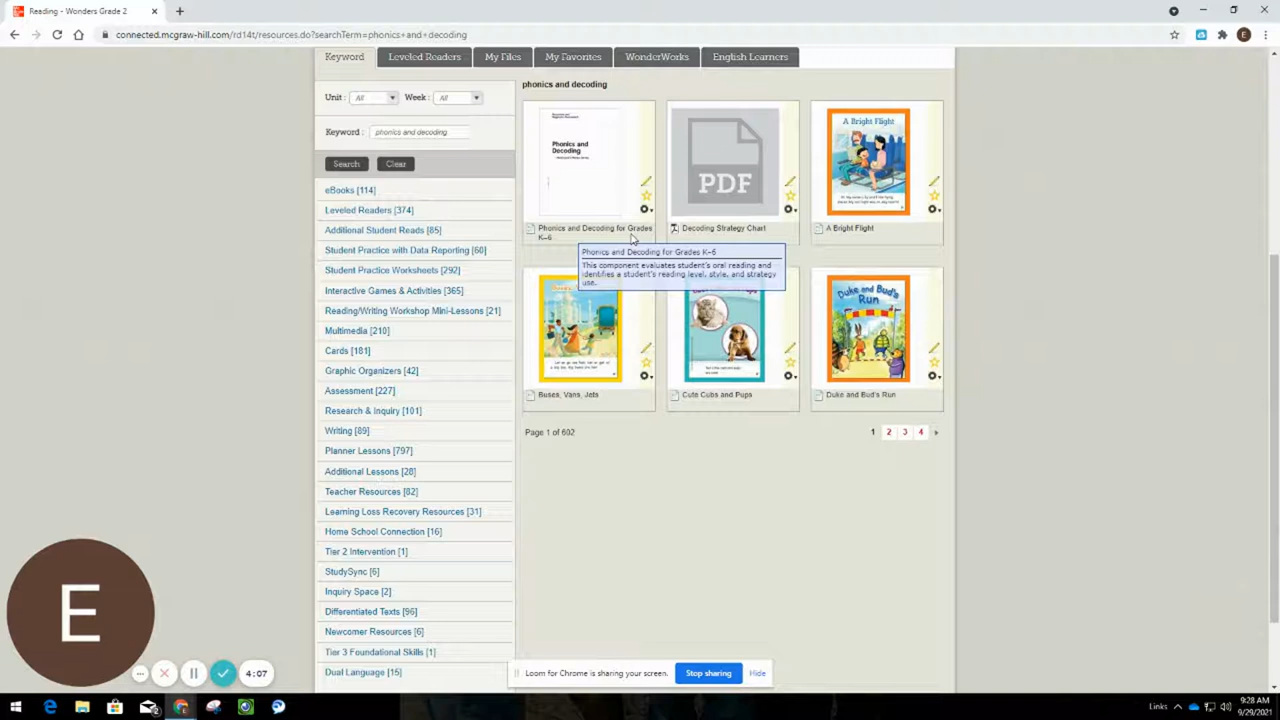 Reading - Wonders Grade 2
connected.mcgraw-hill.com/rd14t/resources.do?searchTerm=phonics+and+decoding
E
Keyword
Leveled Readers
My Files
My Favorites
WonderWorks
English Learners
Unit : All Week : All
Keyword : phonics and decoding
Search Clear
eBooks [114]
Leveled Readers [374]
Additional Student Reads [85]
Student Practice with Data Reporting [60]
Student Practice Worksheets [292]
Interactive Games & Activities [365]
Reading/Writing Workshop Mini-Lessons [21]
Multimedia [210]
Cards [181]
Graphic Organizers [42]
Assessment [227]
Research & Inquiry [101]
Writing [89]
Planner Lessons [797]
Additional Lessons [28]
Teacher Resources [82]
Learning Loss Recovery Resources [31]
Home School Connection [16]
Tier 2 Intervention [1]
StudySync [6]
Inquiry Space [2]
Differentiated Texts [96]
Newcomer Resources [6]
Tier 3 Foundational Skills [1]
Dual Language [15]
phonics and decoding
Phonics and
Decoding
PDF
A Bright Flight
Phonics and Decoding for Grades
K–6
Decoding Strategy Chart
A Bright Flight
Phonics and Decoding for Grades K–6
This component evaluates student's oral reading and
identifies a student's reading level, style, and strategy
use.
Duke and Bud's
Run
Buses, Vans, Jets
Cute Cubs and Pups
Duke and Bud's Run
Page 1 of 602
1 2 3 4
E
4:07
Loom for Chrome is sharing your screen.
Stop sharing
Hide
Links
9:28 AM
9/29/2021